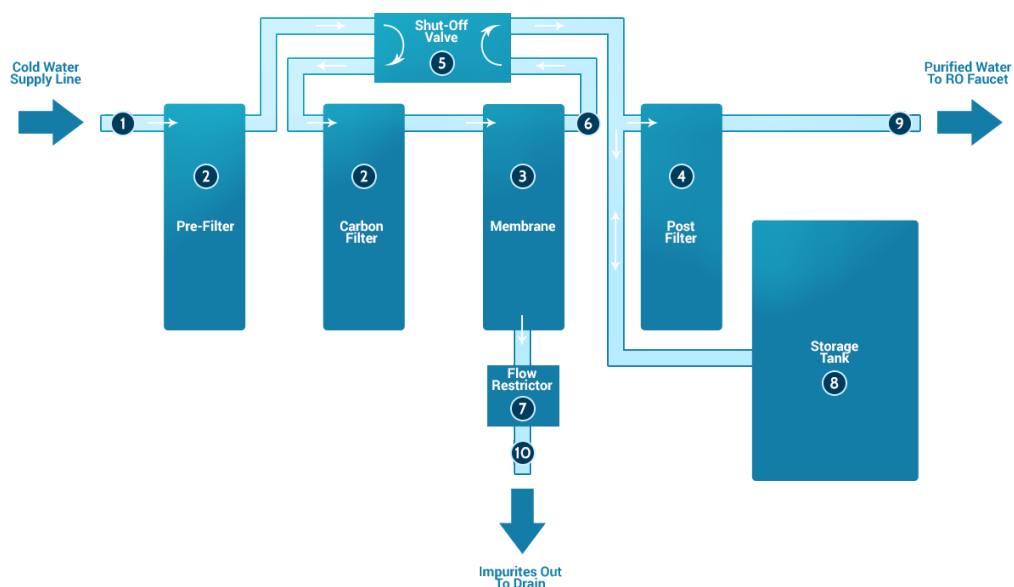 Shut-Off
Valve
5
Cold Water
Supply Line
Purified Water
To RO Faucet
1
6
9
2
Pre-Filter
2
Carbon
Filter
3
Membrane
4
Post
Filter
Storage
Tank
8
Flow
Restrictor
7
10
Impurites Out
To Drain